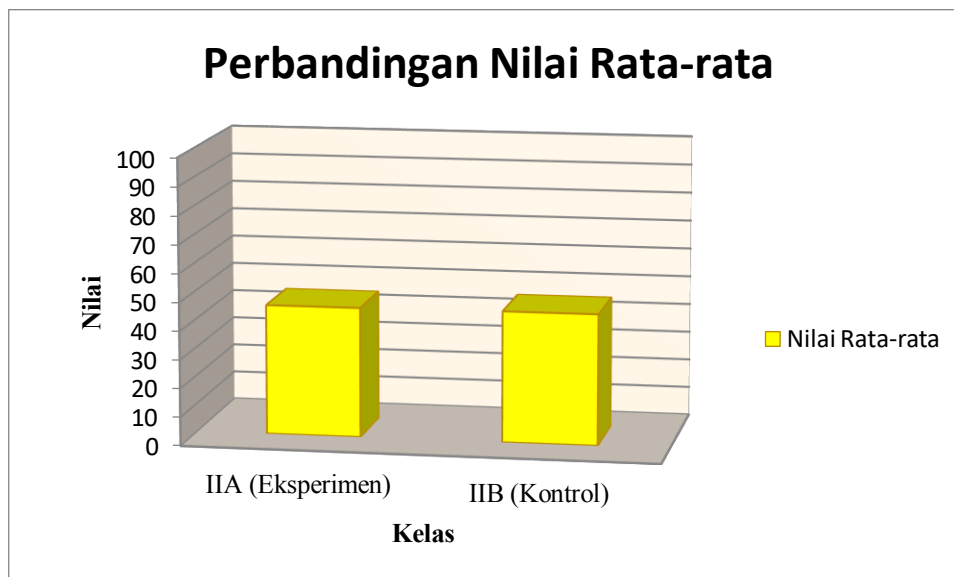 Perbandingan Nilai Rata-rata
100
90
80
70
60
50
40
30
20
10
0
Nilai
IIA (Eksperimen)
IIB (Kontrol)
Kelas
Nilai Rata-rata